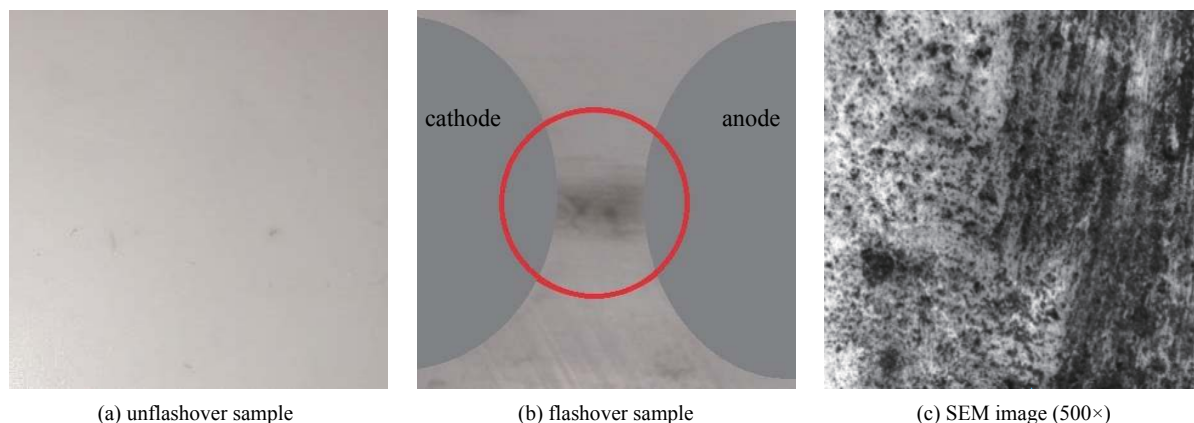 cathode
anode
(a) unflashover sample
(b) flashover sample
(c) SEM image (500×)